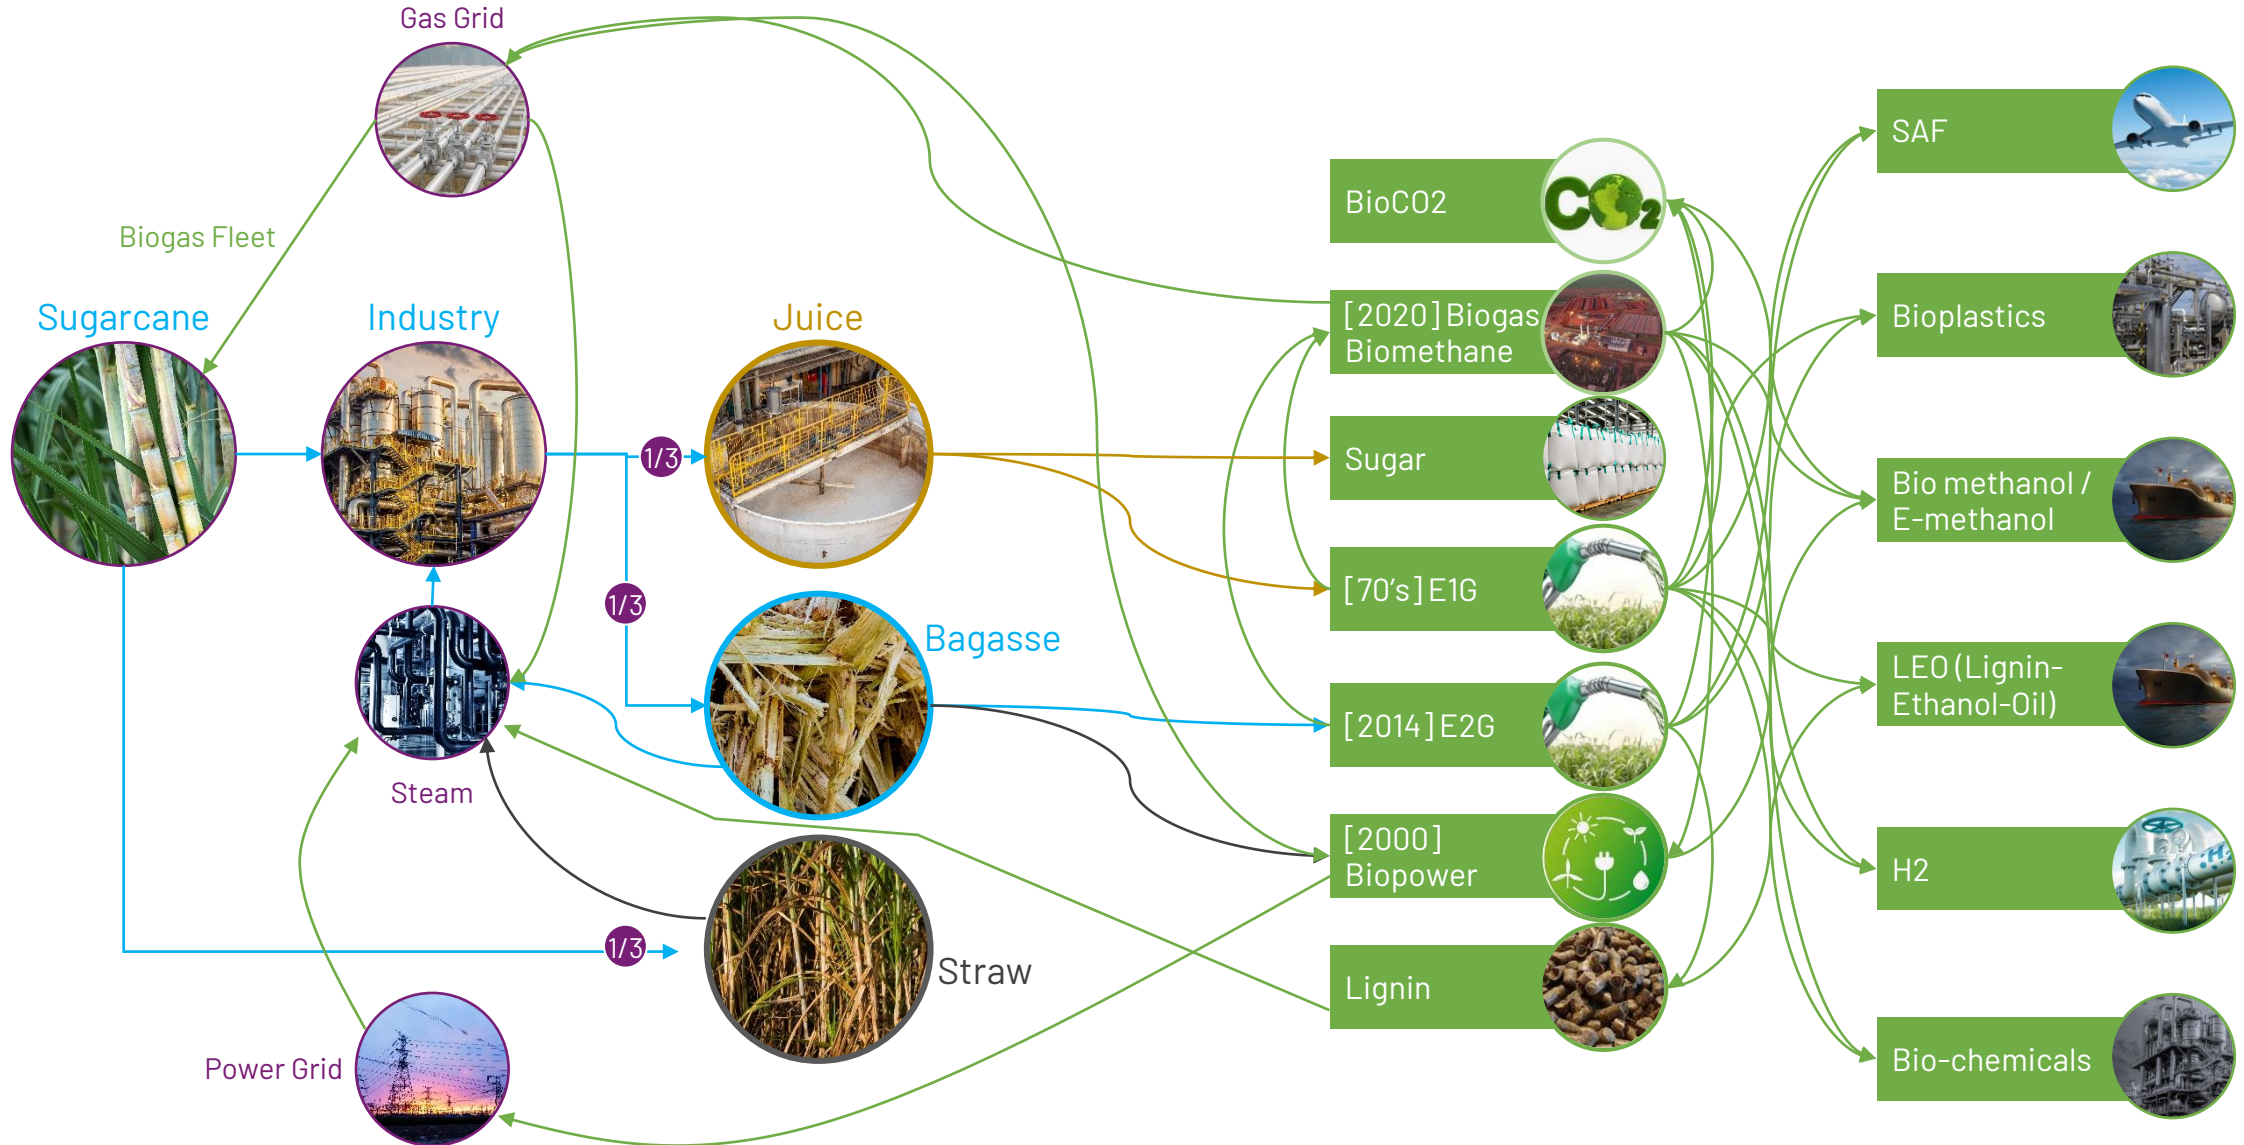 Gas Grid
Biogas Fleet
Sugarcane
Industry
Juice
1/3
1/3
Bagasse
Steam
1/3
Straw
Power Grid
BioCO2
CO2
[2020] Biogas
Biomethane
Sugar
[70's] E1G
[2014] E2G
[2000]
Biopower
Lignin
SAF
Bioplastics
Bio methanol /
E-methanol
LEO (Lignin-
Ethanol-Oil)
H2
Bio-chemicals